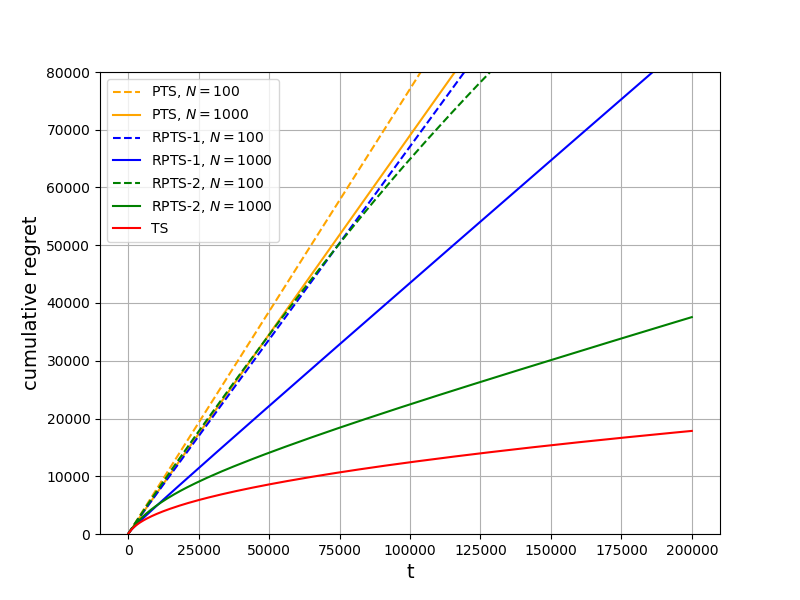 80000
70000
60000
50000
40000
30000
20000
10000
0
cumulative regret
PTS, N = 100
PTS, N = 1000
RPTS-1, N = 100
RPTS-1, N = 1000
RPTS-2, N = 100
RPTS-2, N = 1000
TS
0 25000 50000 75000 100000 125000 150000 175000 200000
t